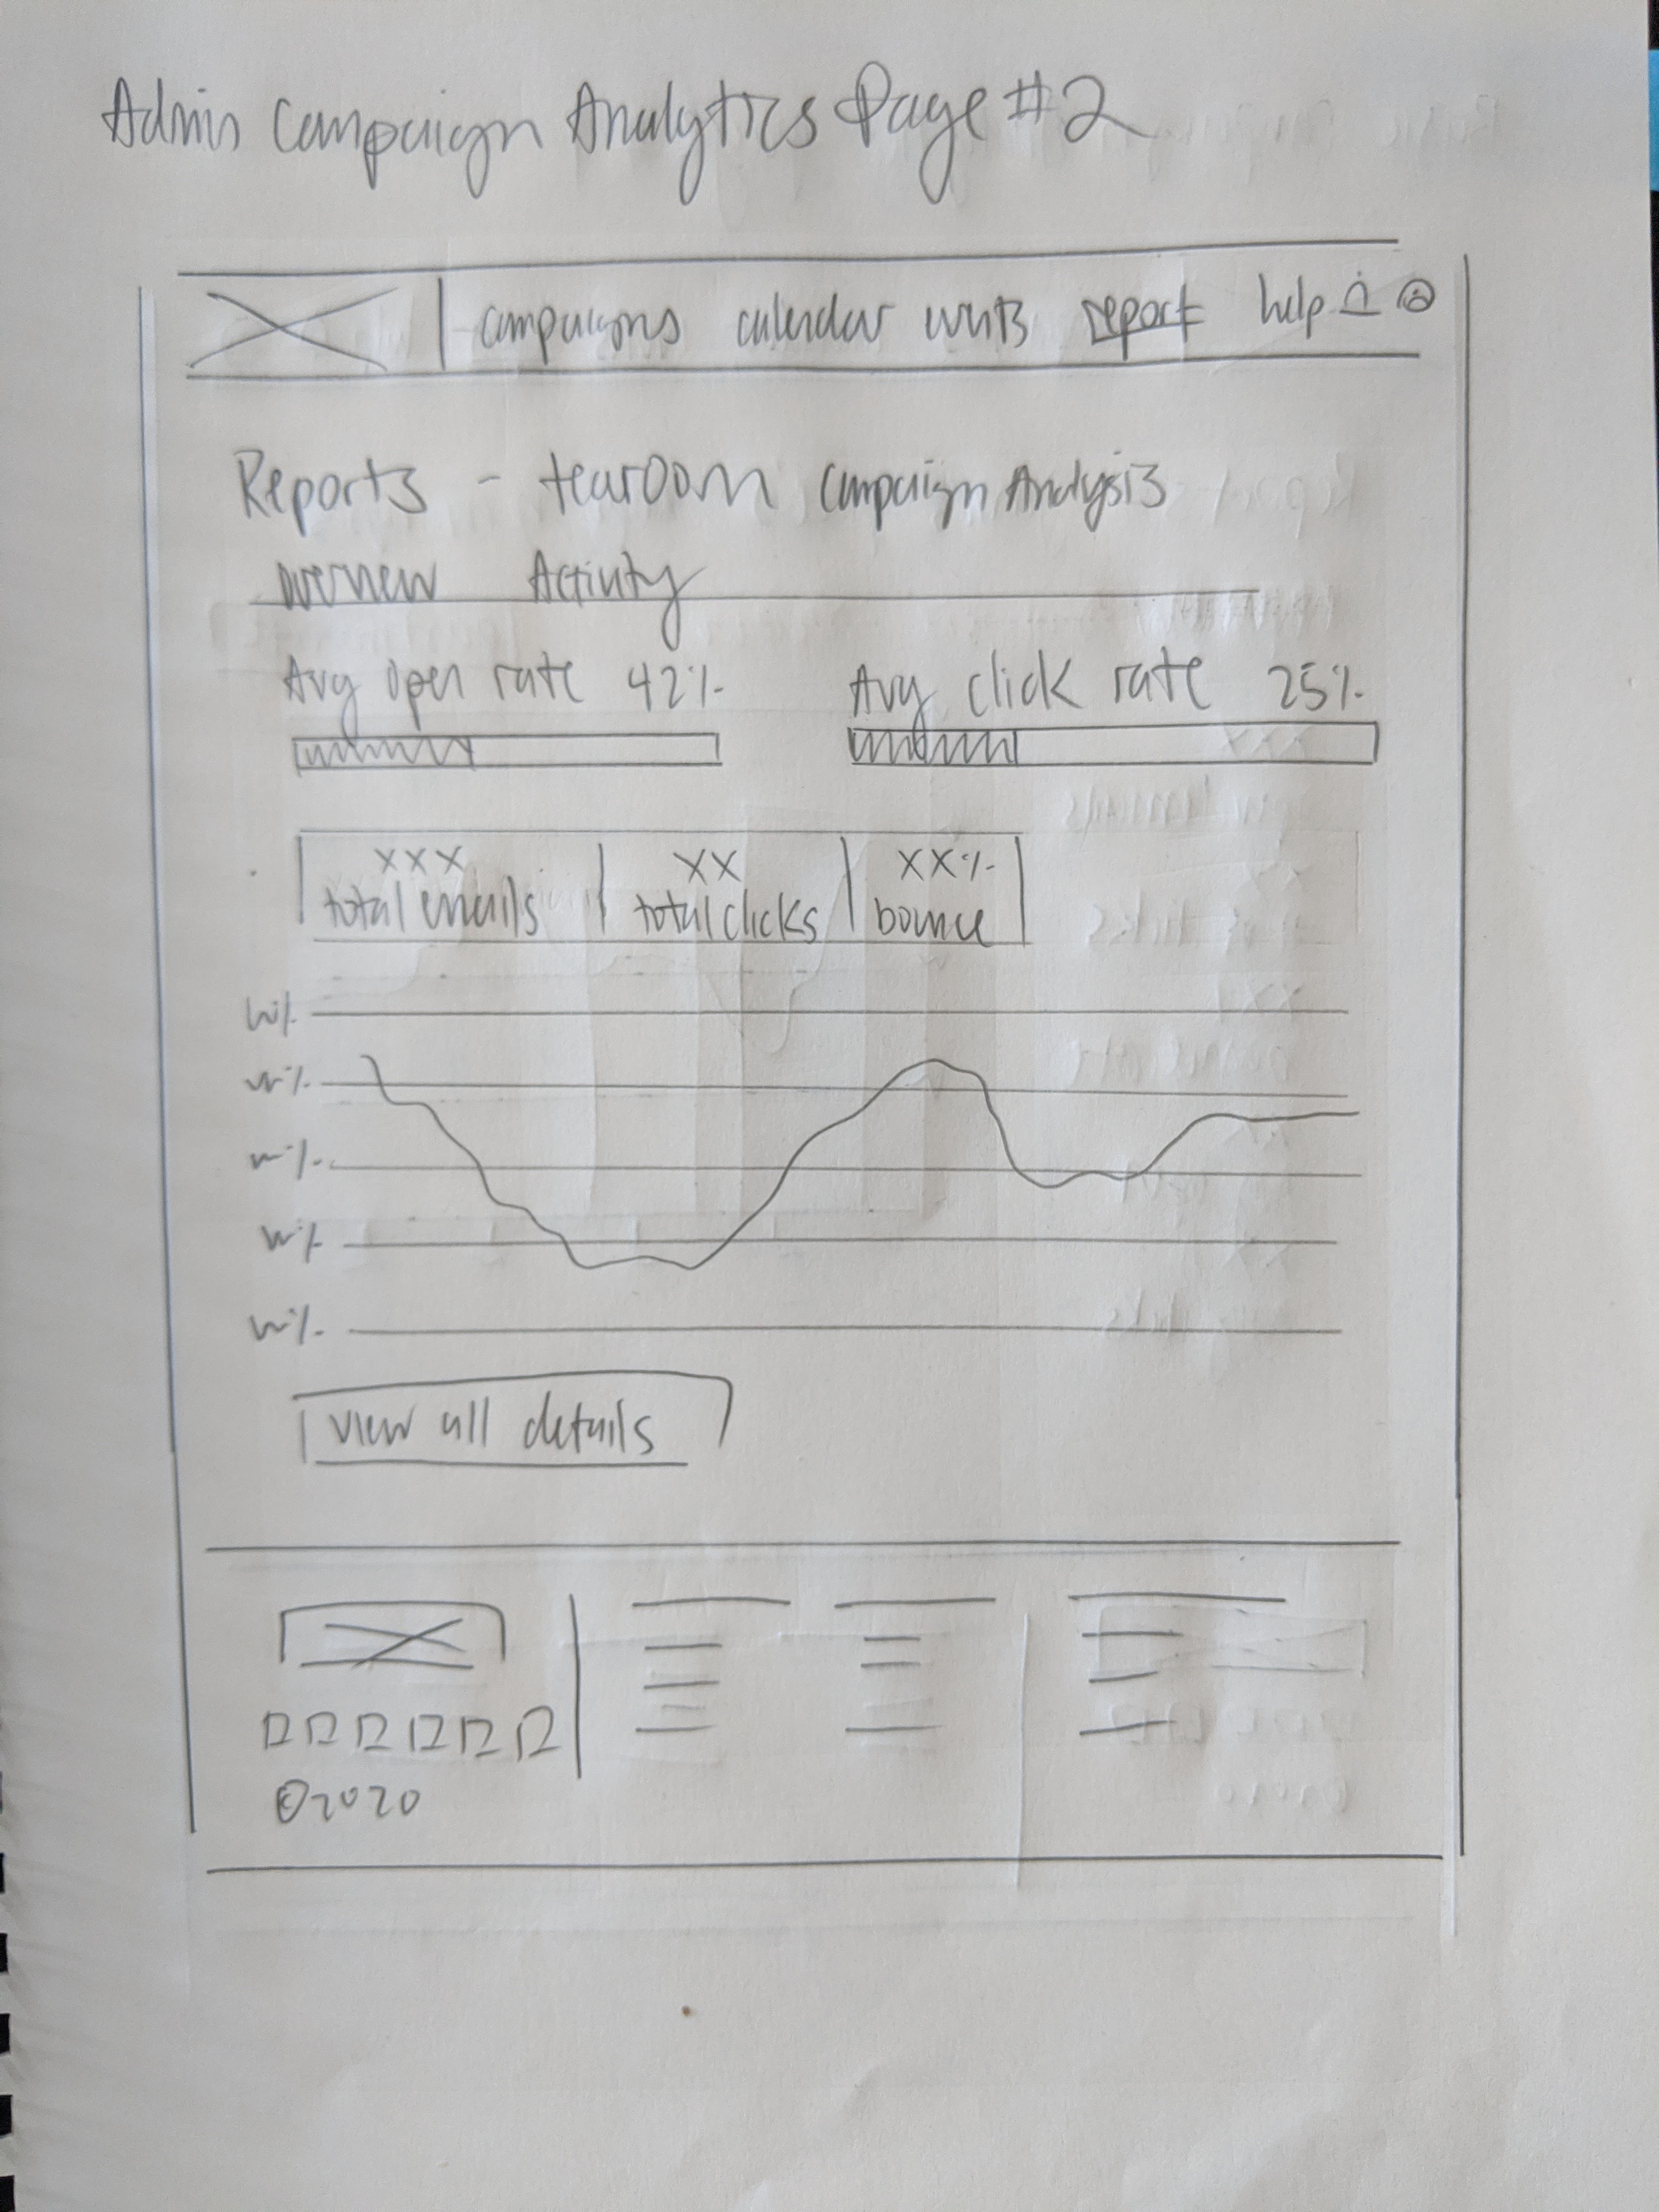 Admin Campaign Analytics Page #2
campaigns calendar events report help
Reports - tearoom campaign Analysis
overview Activity
Avg open rate 42% Avg click rate 25%
xxx xx xx%
total emails total clicks bounce
view all details
©2020